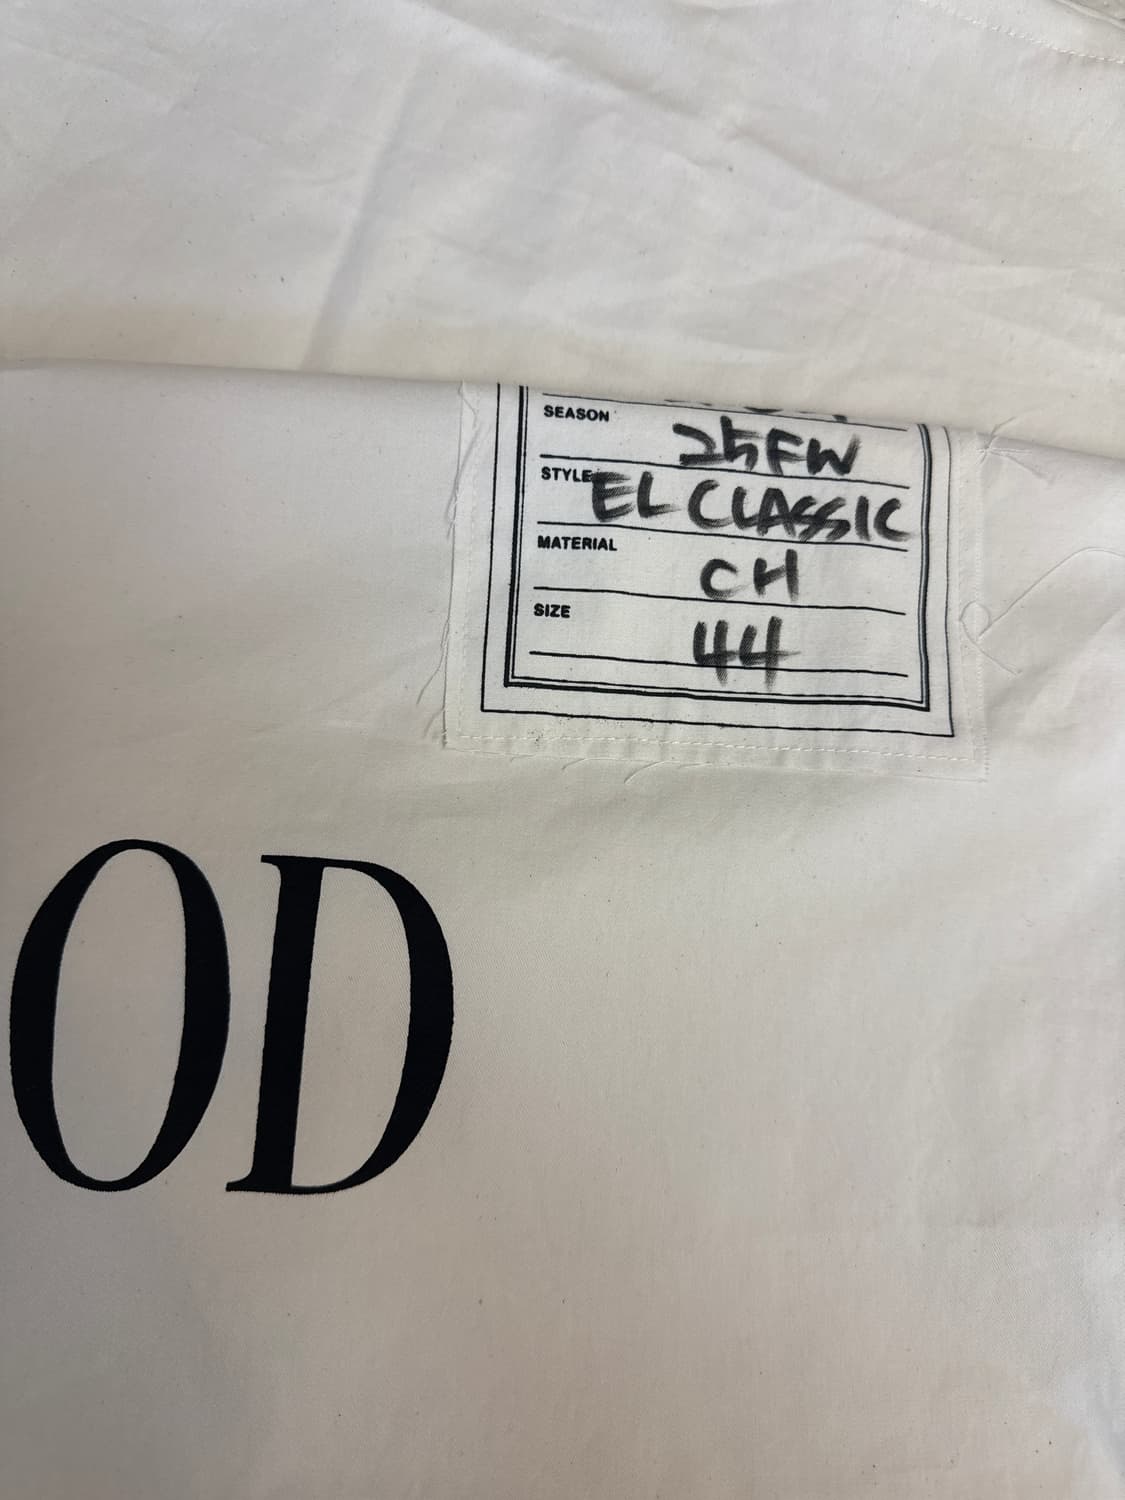 SEASON 25FW
STYLE EL CLASSIC
MATERIAL CH
SIZE 44
OD